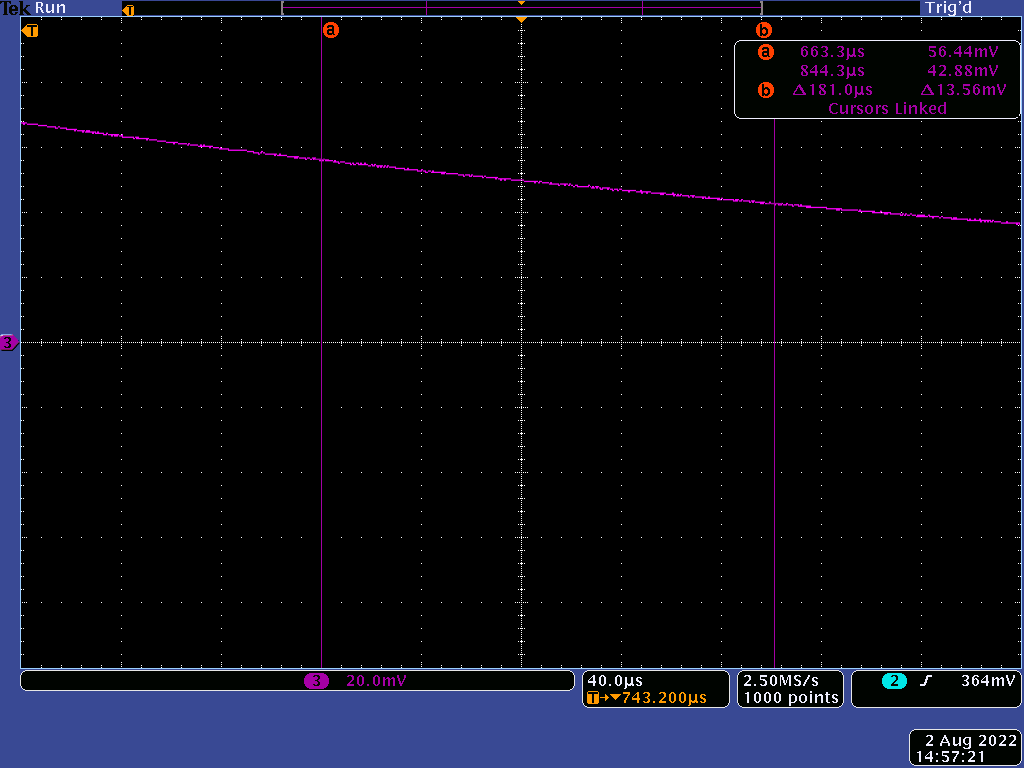 Tek Run Trig'd
T
T a b
a 663.3µs 56.44mV
844.3µs 42.88mV
b Δ181.0µs Δ13.56mV
Cursors Linked
3
3 20.0mV
40.0µs
T→▼743.200µs
2.50MS/s
1000 points
2 ƒ 364mV
2 Aug 2022
14:57:21